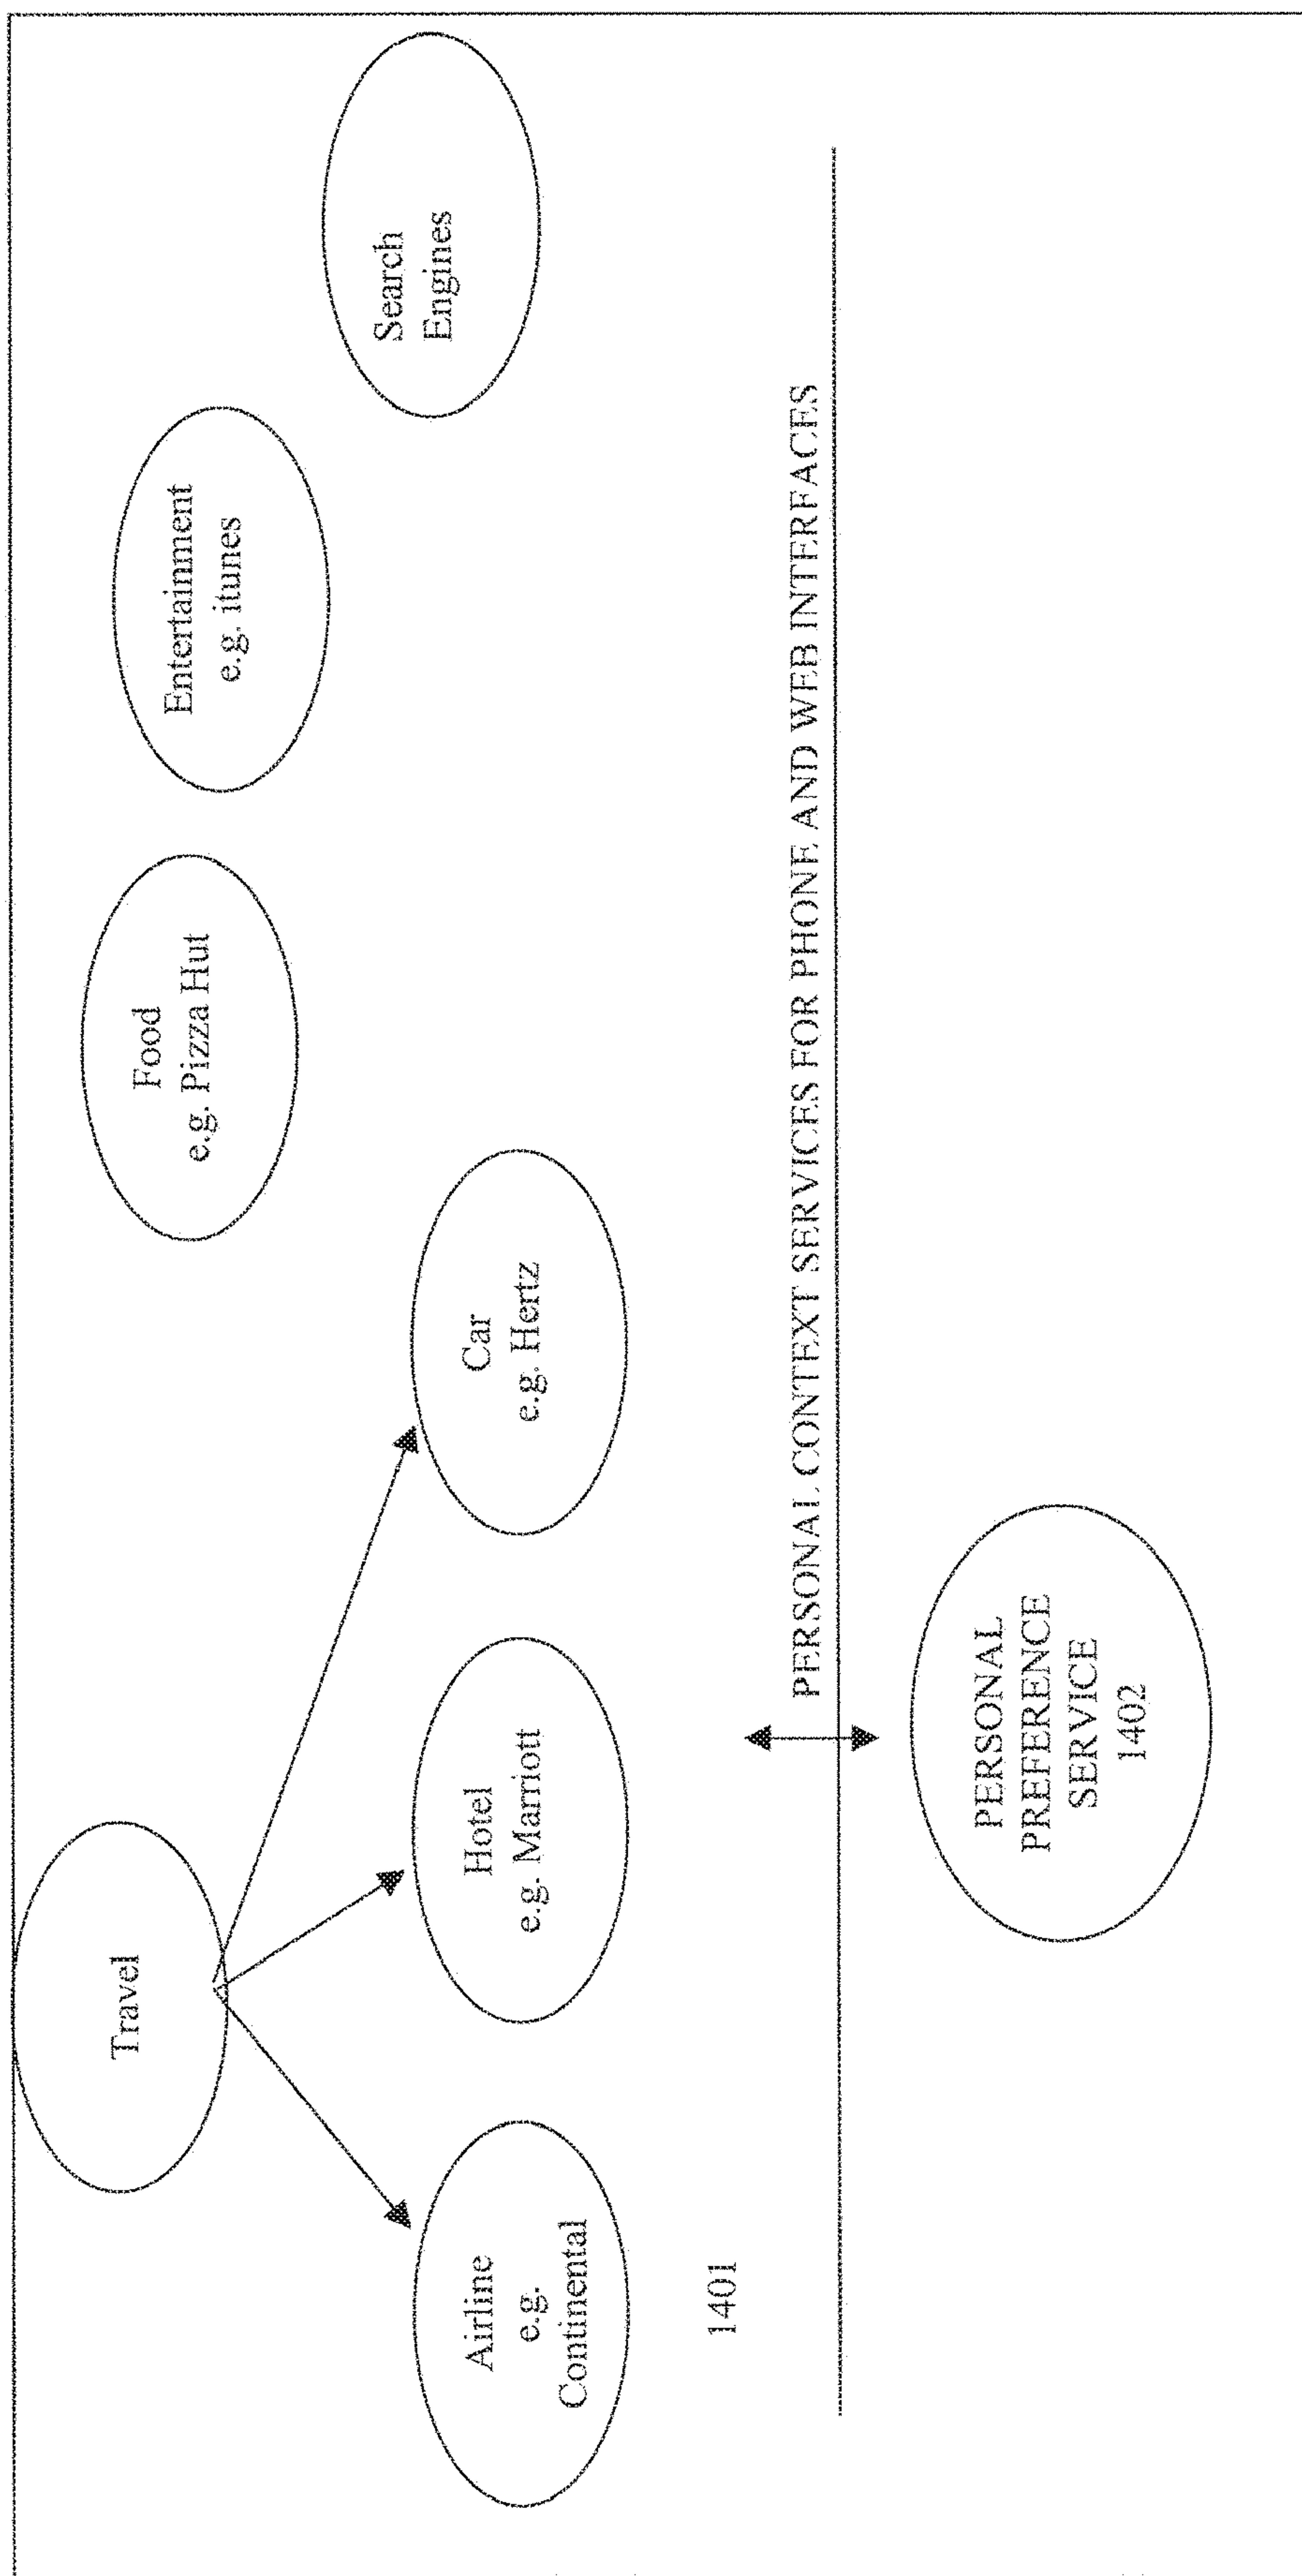 Travel
Food
e.g. Pizza Hut
Entertainment
e.g. itunes
Search
Engines
Airline
e.g.
Continental
Hotel
e.g. Marriott
Car
e.g. Hertz
1401
PERSONAL CONTEXT SERVICES FOR PHONE AND WEB INTERFACES
PERSONAL
PREFERENCE
SERVICE
1402